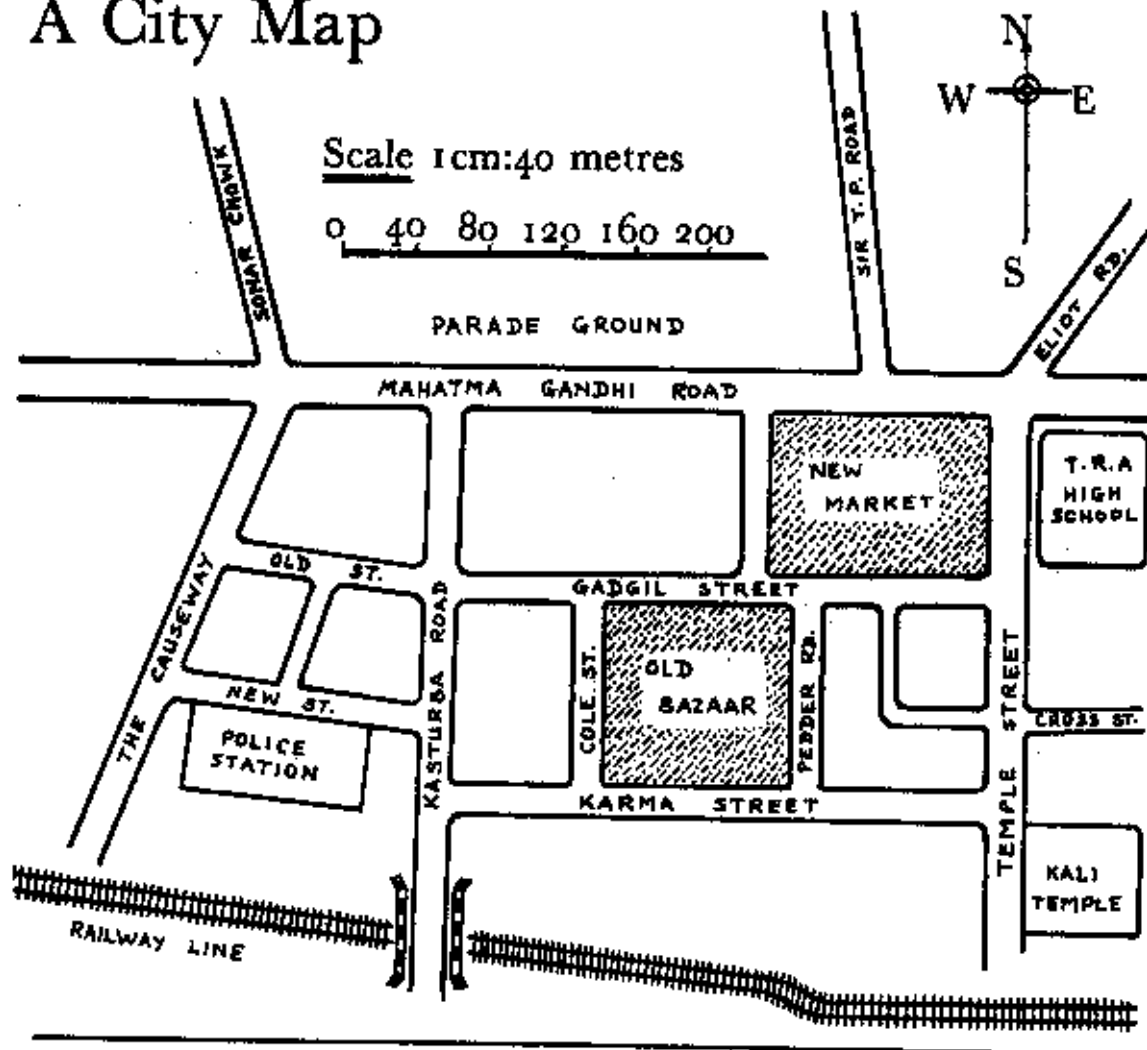 A City Map
N
W E
S
Scale 1cm:40 metres
0 40 80 120 160 200
SONAR CHOWK
SIR T.P. ROAD
ELIOT RD.
PARADE GROUND
MAHATMA GANDHI ROAD
NEW
MARKET
T.R.A
HIGH
SCHOOL
OLD ST.
GADGIL STREET
THE CAUSEWAY
KASTURBA ROAD
COLE ST.
OLD
BAZAAR
PEDDER RD.
TEMPLE STREET
NEW ST.
CROSS ST.
POLICE
STATION
KARMA STREET
KALI
TEMPLE
RAILWAY LINE